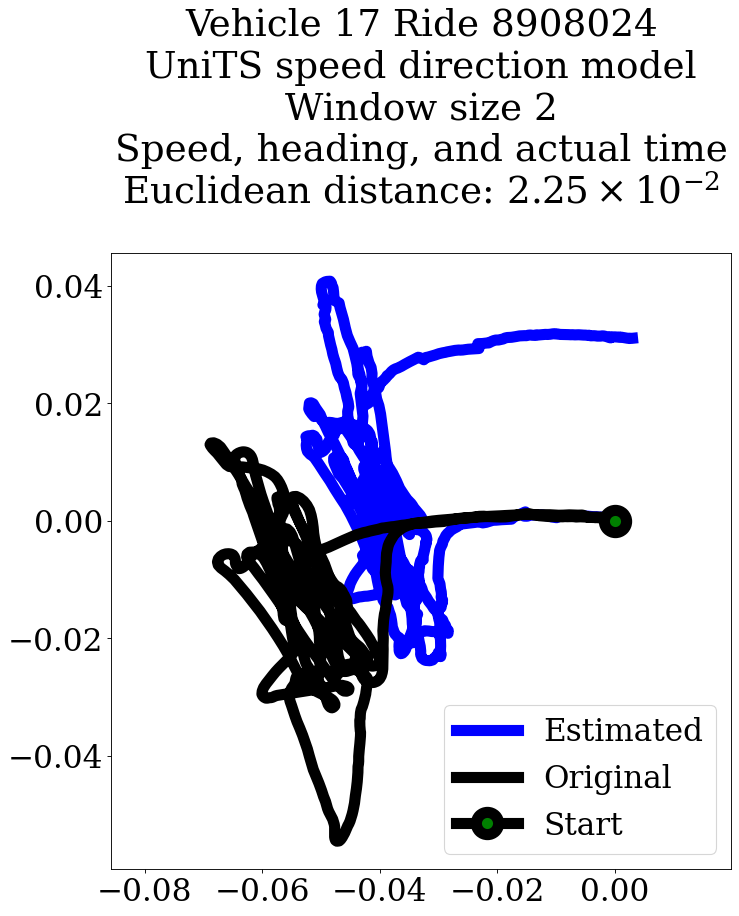 Vehicle 17 Ride 8908024
UniTS speed direction model
Window size 2
Speed, heading, and actual time
Euclidean distance: 2.25 × 10⁻²
0.04
0.02
0.00
−0.02
−0.04
Estimated
Original
Start
−0.08 −0.06 −0.04 −0.02 0.00